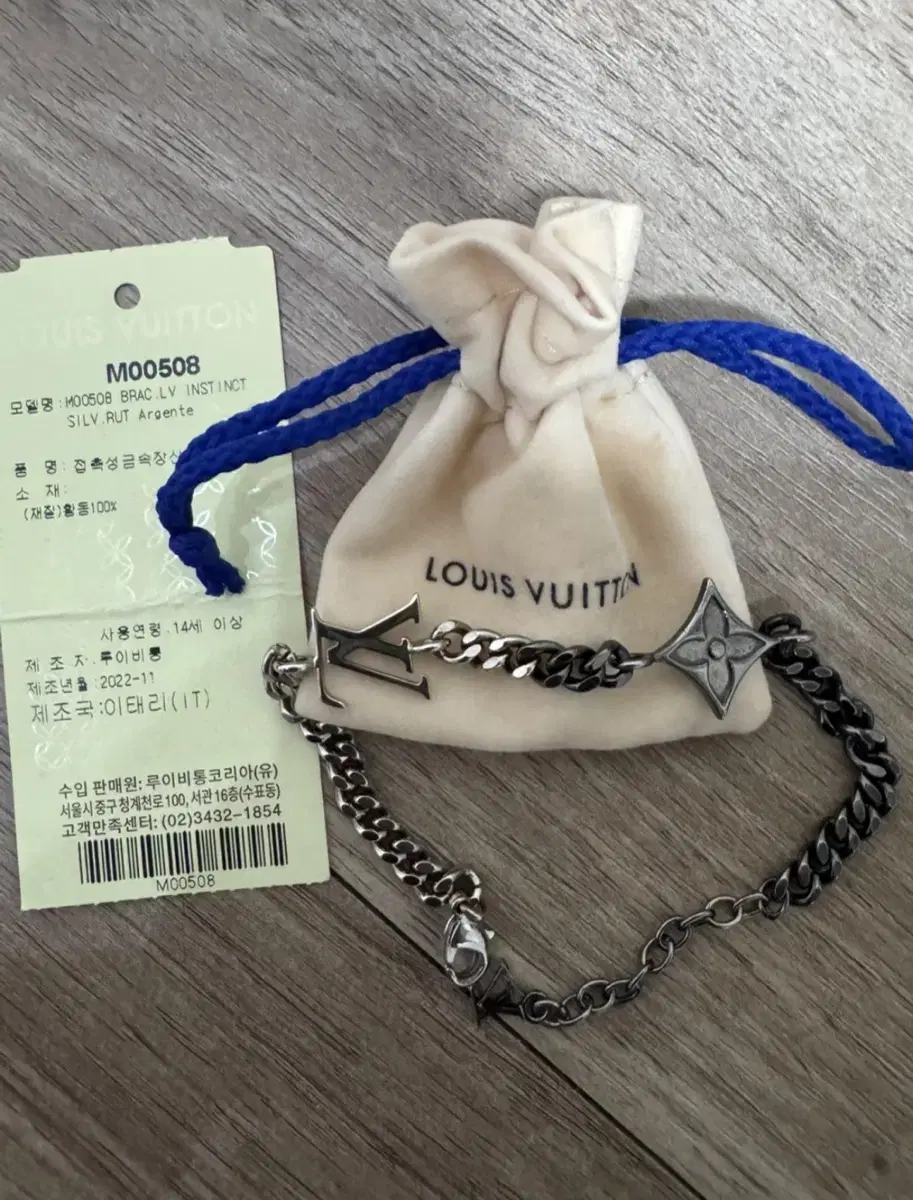 LOUIS VUITTON
M00508
모델명:M00508 BRAC.LV INSTINCT
SILV.RUT Argente
품 명:접촉성금속장신
소 재:
(재질)황동100%
사용연령:14세 이상
제 조 자:루이비통
제조년월:2022-11
제조국:이태리(IT)
수입 판매원: 루이비통코리아(유)
서울시중구청계천로100, 서관16층(수표동)
고객만족센터: (02)3432-1854
M00508
LOUIS VUITTON
LV